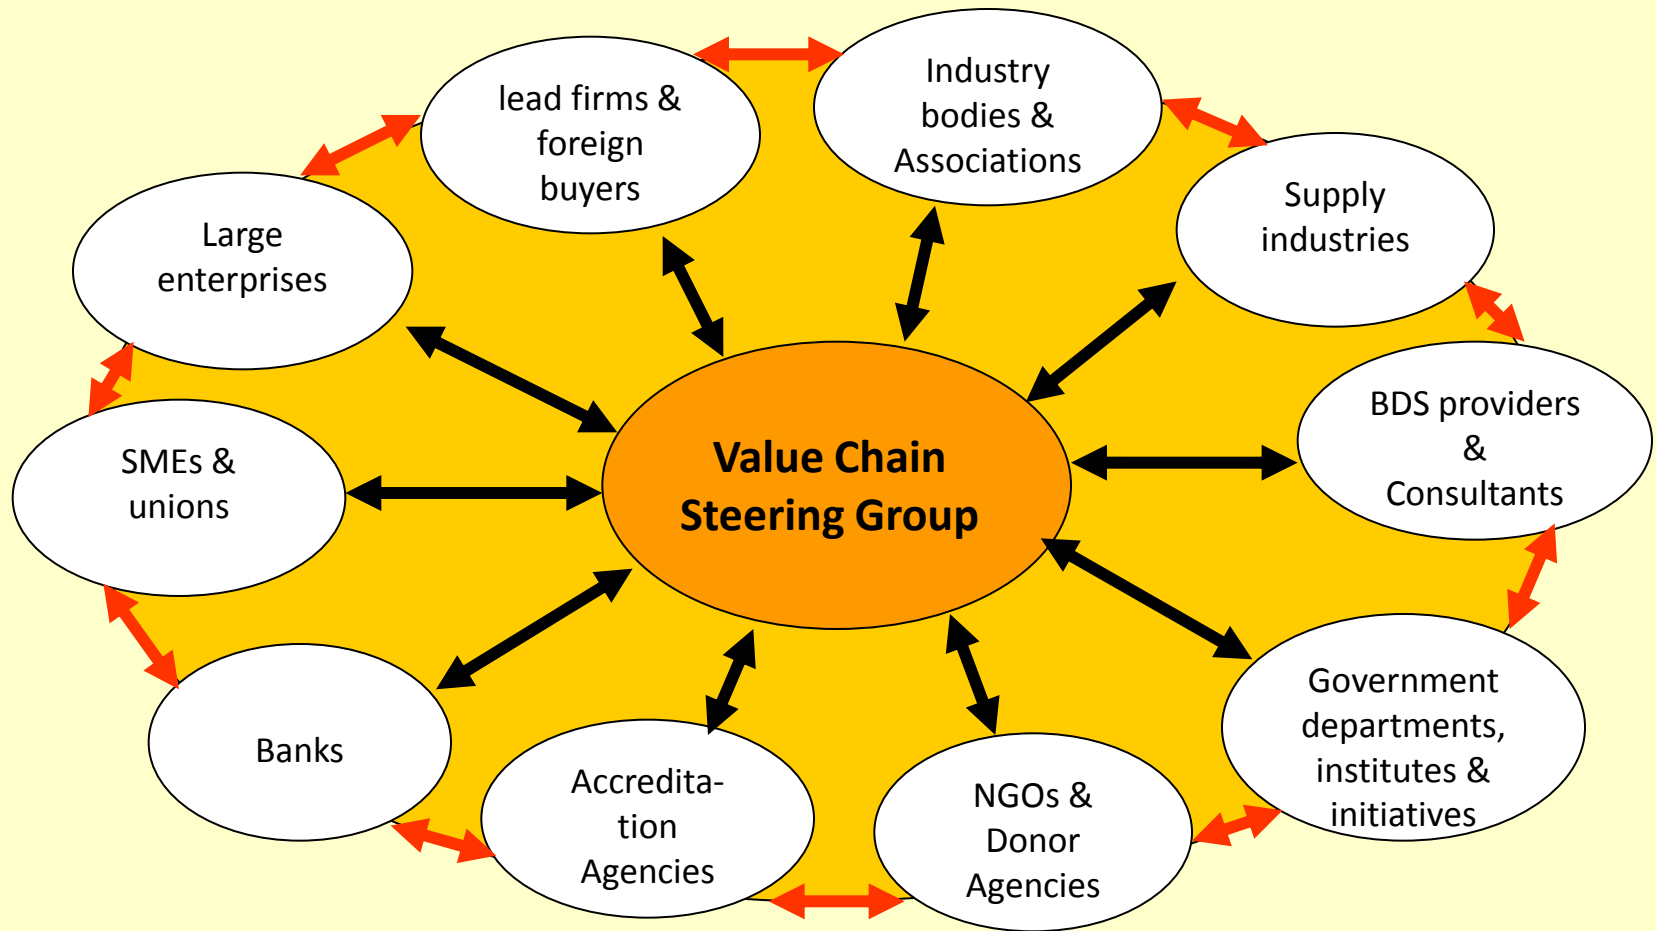 lead firms &
foreign
buyers
Industry
bodies &
Associations
Supply
industries
Large
enterprises
BDS providers
&
Consultants
Value Chain
Steering Group
SMEs &
unions
Government
departments,
institutes &
initiatives
Banks
Accredita-
tion
Agencies
NGOs &
Donor
Agencies